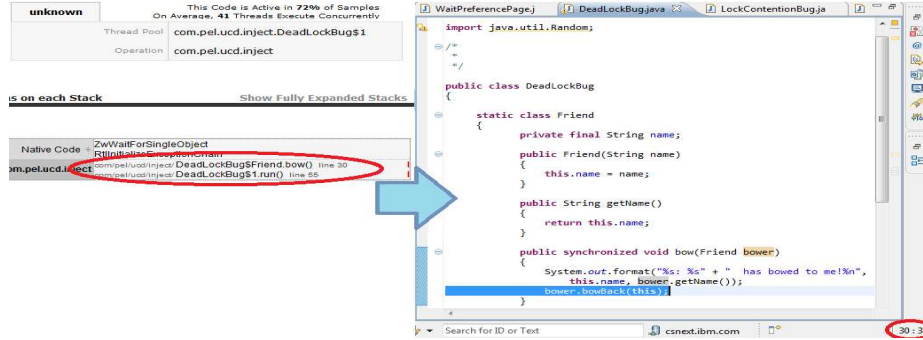 unknown
This Code is Active in 72% of Samples
On Average, 41 Threads Execute Concurrently
Thread Pool com.pel.ucd.inject.DeadLockBug$1
Operation com.pel.ucd.inject
ns on each Stack
Show Fully Expanded Stacks
Native Code + ZwWaitForSingleObject
RtlInitializeExceptionChain
om.pel.ucd.inject com/pel/ucd/inject/DeadLockBug$Friend.bow() line 30
com/pel/ucd/inject/DeadLockBug$1.run() line 55
WaitPreferencePage.j DeadLockBug.java LockContentionBug.ja
import java.util.Random;
/*
*
*/
public class DeadLockBug
{
static class Friend
{
private final String name;
public Friend(String name)
{
this.name = name;
}
public String getName()
{
return this.name;
}
public synchronized void bow(Friend bower)
{
System.out.format("%s: %s" + "  has bowed to me!%n",
this.name, bower.getName());
bower.bowBack(this);
}
Search for ID or Text csnext.ibm.com 30 : 3